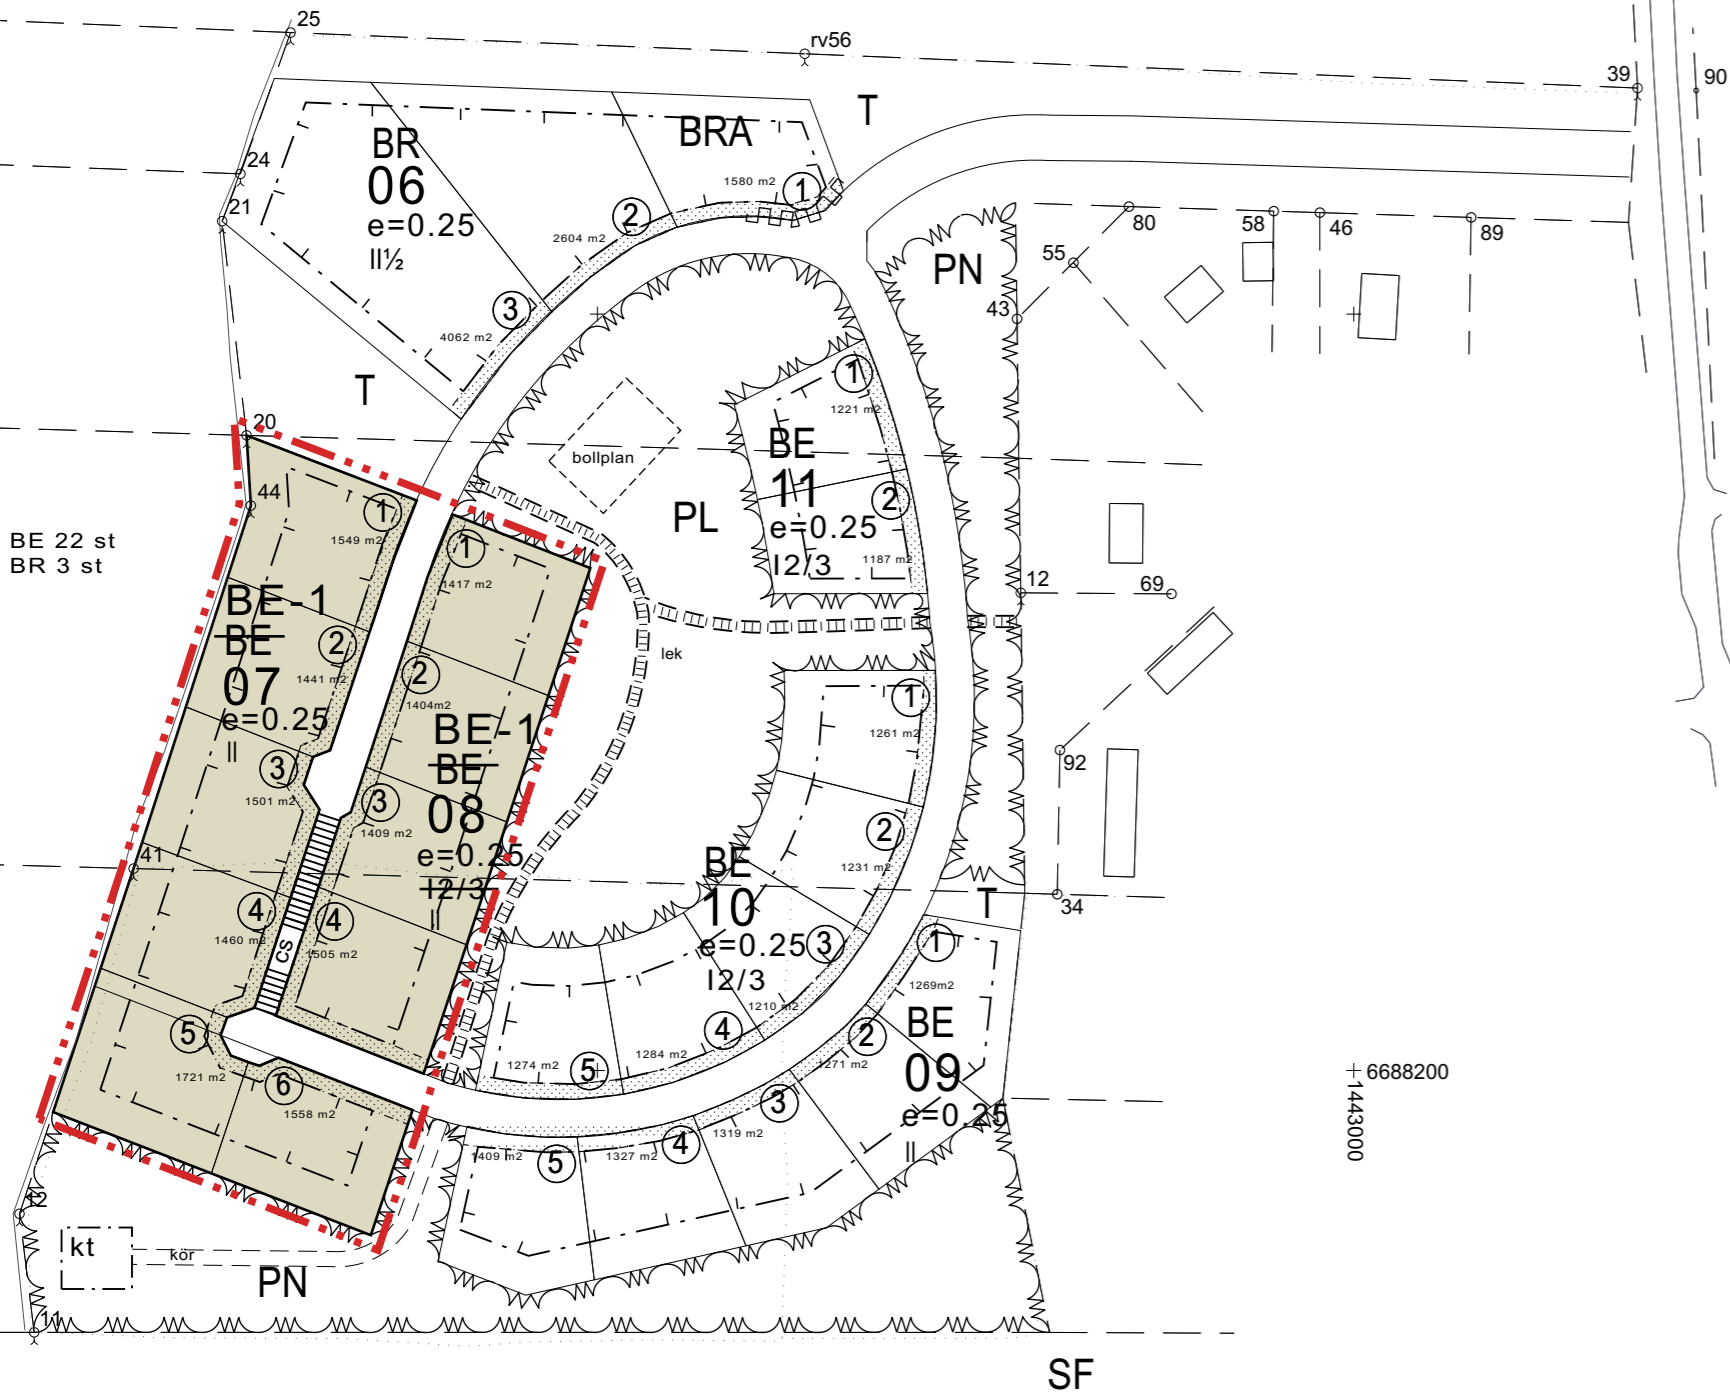 25
rv56
39
90
T
BRA
BR
06
e=0.25
II½
24
21
1580 m2
1
2
2604 m2
3
4062 m2
T
PN
80
58
46
89
55
43
20
44
bollplan
PL
1
1221 m2
BE
11
e=0.25
I2/3
2
1187 m2
BE 22 st
BR 3 st
1
1549 m2
1
1417 m2
BE-1
BE
07
e=0.25
II
2
1441 m2
2
1404m2
BE-1
BE
08
e=0.25
I2/3
II
3
1501 m2
3
1409 m2
4
1460 m2
4
1505 m2
cs
5
1721 m2
6
1558 m2
41
lek
12
69
92
34
1
1261 m2
2
1231 m2
BE
10
e=0.25
I2/3
3
1210 m2
4
1284 m2
5
1274 m2
T
1
1269m2
BE
09
e=0.25
II
2
1271 m2
3
1319 m2
4
1327 m2
5
1409 m2
6688200
1443000
12
kt
kör
PN
11
SF